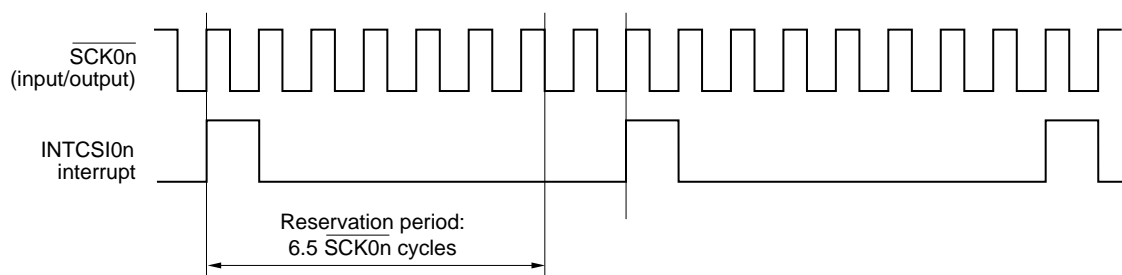 SCK0n
(input/output)
INTCSI0n
interrupt
Reservation period:
6.5 SCK0n cycles